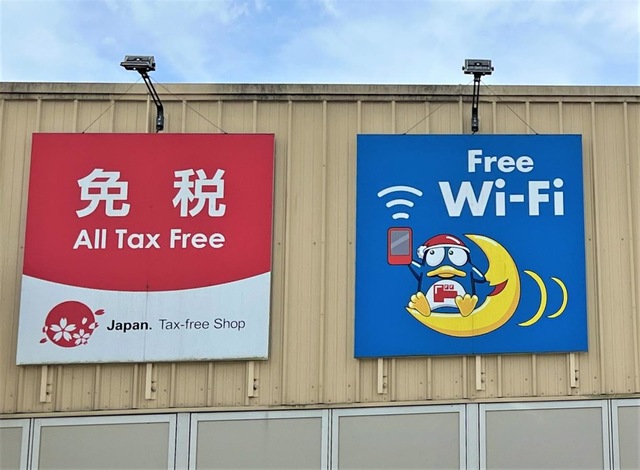 免税
All Tax Free
Japan. Tax-free Shop
Free
Wi-Fi